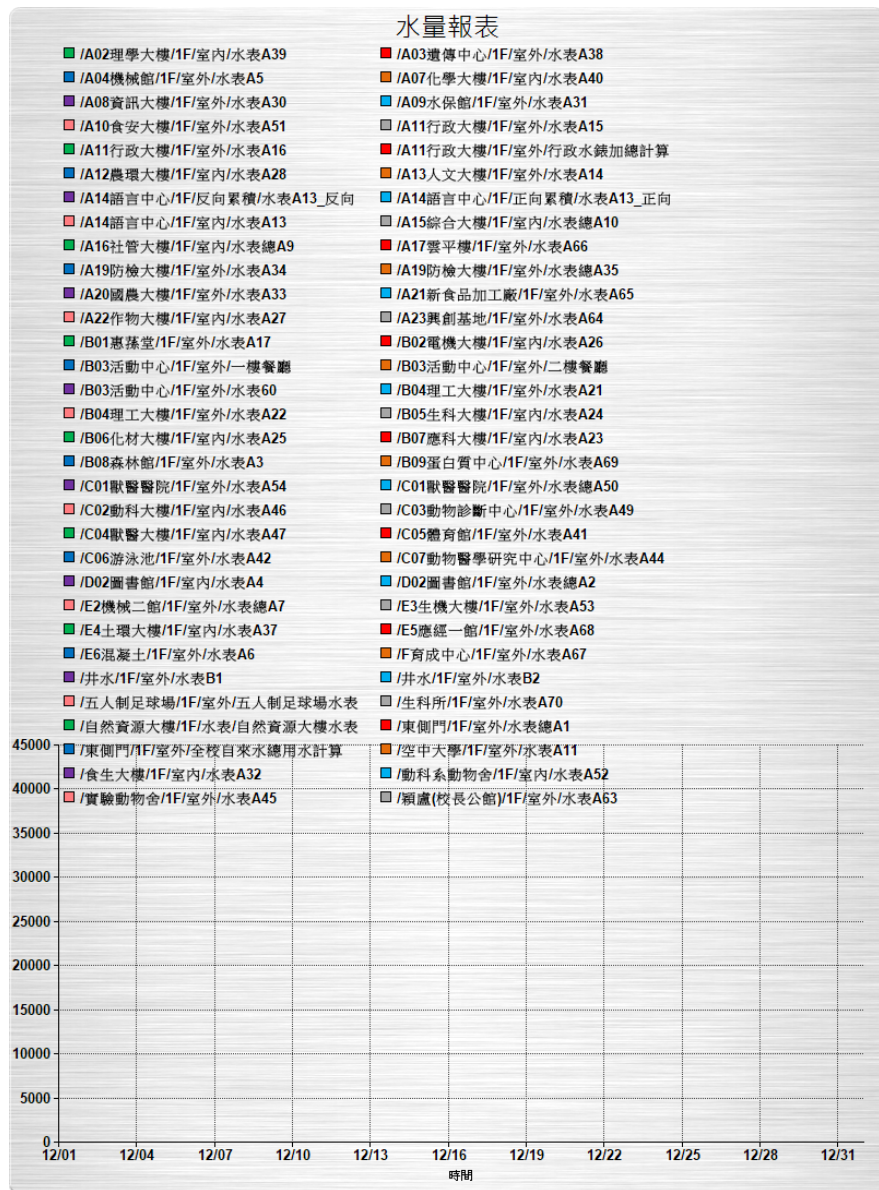 水量報表
/A02理學大樓/1F/室內/水表A39 /A03遺傳中心/1F/室外/水表A38
/A04機械館/1F/室外/水表A5 /A07化學大樓/1F/室內/水表A40
/A08資訊大樓/1F/室外/水表A30 /A09水保館/1F/室外/水表A31
/A10食安大樓/1F/室外/水表A51 /A11行政大樓/1F/室外/水表A15
/A11行政大樓/1F/室外/水表A16 /A11行政大樓/1F/室外/行政水錶加總計算
/A12農環大樓/1F/室內/水表A28 /A13人文大樓/1F/室外/水表A14
/A14語言中心/1F/反向累積/水表A13_反向 /A14語言中心/1F/正向累積/水表A13_正向
/A14語言中心/1F/室內/水表A13 /A15綜合大樓/1F/室內/水表總A10
/A16社管大樓/1F/室內/水表總A9 /A17雲平樓/1F/室外/水表A66
/A19防檢大樓/1F/室外/水表A34 /A19防檢大樓/1F/室外/水表總A35
/A20國農大樓/1F/室外/水表A33 /A21新食品加工廠/1F/室外/水表A65
/A22作物大樓/1F/室內/水表A27 /A23興創基地/1F/室外/水表A64
/B01惠蓀堂/1F/室外/水表A17 /B02電機大樓/1F/室內/水表A26
/B03活動中心/1F/室外/一樓餐廳 /B03活動中心/1F/室外/二樓餐廳
/B03活動中心/1F/室外/水表60 /B04理工大樓/1F/室外/水表A21
/B04理工大樓/1F/室外/水表A22 /B05生科大樓/1F/室內/水表A24
/B06化材大樓/1F/室內/水表A25 /B07應科大樓/1F/室內/水表A23
/B08森林館/1F/室外/水表A3 /B09蛋白質中心/1F/室外/水表A69
/C01獸醫醫院/1F/室外/水表A54 /C01獸醫醫院/1F/室外/水表總A50
/C02動科大樓/1F/室內/水表A46 /C03動物診斷中心/1F/室外/水表A49
/C04獸醫大樓/1F/室內/水表A47 /C05體育館/1F/室外/水表A41
/C06游泳池/1F/室外/水表A42 /C07動物醫學研究中心/1F/室外/水表A44
/D02圖書館/1F/室內/水表A4 /D02圖書館/1F/室外/水表總A2
/E2機械二館/1F/室外/水表總A7 /E3生機大樓/1F/室外/水表A53
/E4土環大樓/1F/室內/水表A37 /E5應經一館/1F/室外/水表A68
/E6混凝土/1F/室外/水表A6 /F育成中心/1F/室外/水表A67
/井水/1F/室外/水表B1 /井水/1F/室外/水表B2
/五人制足球場/1F/室外/五人制足球場水表 /生科所/1F/室外/水表A70
/自然資源大樓/1F/水表/自然資源大樓水表 /東側門/1F/室外/水表總A1
/東側門/1F/室外/全校自來水總用水計算 /空中大學/1F/室外/水表A11
/食生大樓/1F/室內/水表A32 /動科系動物舍/1F/室內/水表A52
/實驗動物舍/1F/室外/水表A45 /穎廬(校長公館)/1F/室外/水表A63
45000
40000
35000
30000
25000
20000
15000
10000
5000
0
12/01 12/04 12/07 12/10 12/13 12/16 12/19 12/22 12/25 12/28 12/31
時間